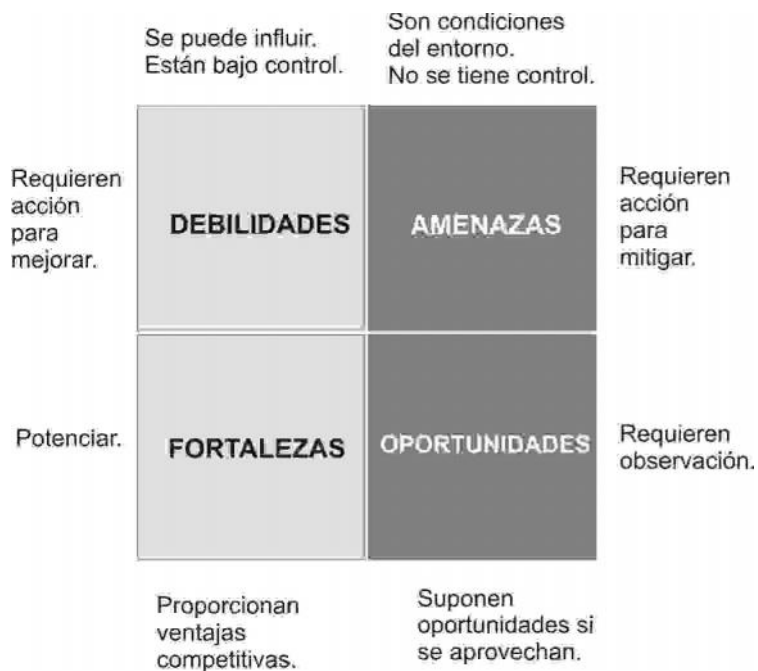 Se puede influir.
Están bajo control.
Son condiciones
del entorno.
No se tiene control.
Requieren
acción
para
mejorar.
DEBILIDADES
AMENAZAS
Requieren
acción
para
mitigar.
Potenciar.
FORTALEZAS
OPORTUNIDADES
Requieren
observación.
Proporcionan
ventajas
competitivas.
Suponen
oportunidades si
se aprovechan.